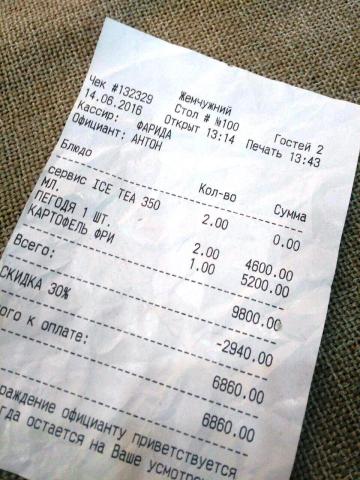 Женчужний
Чек #132329 Стол # №100 Гостей 2
14.06.2016 Открыт 13:14 Печать 13:43
Кассир: ФАРИДА
Официант: АНТОН
Блюдо Кол-во Сумма
сервис ICE TEA 350 2.00 0.00
МЛ.
ПЕГОДЯ 1 ШТ. 2.00 4600.00
КАРТОФЕЛЬ ФРИ 1.00 5200.00
Всего: 9800.00
СКИДКА 30% -2940.00
ого к оплате: 6860.00
6860.00
раждение официанту приветствуется
гда остается на Ваше усмотрен